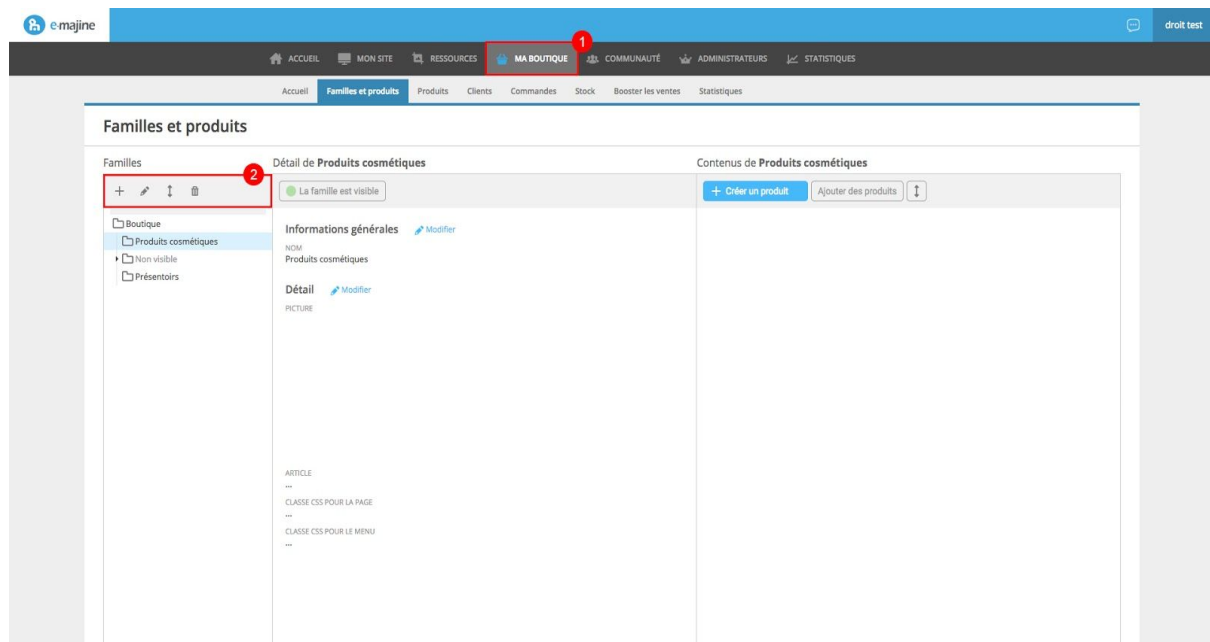 e-majine
droit test
1
ACCUEIL MON SITE RESSOURCES MA BOUTIQUE COMMUNAUTÉ ADMINISTRATEURS STATISTIQUES
Accueil Familles et produits Produits Clients Commandes Stock Booster les ventes Statistiques
Familles et produits
Familles Détail de Produits cosmétiques Contenus de Produits cosmétiques
2
La famille est visible + Créer un produit Ajouter des produits
Boutique
Produits cosmétiques
Non visible
Présentoirs
Informations générales Modifier
NOM
Produits cosmétiques
Détail Modifier
PICTURE
ARTICLE
...
CLASSE CSS POUR LA PAGE
...
CLASSE CSS POUR LE MENU
...